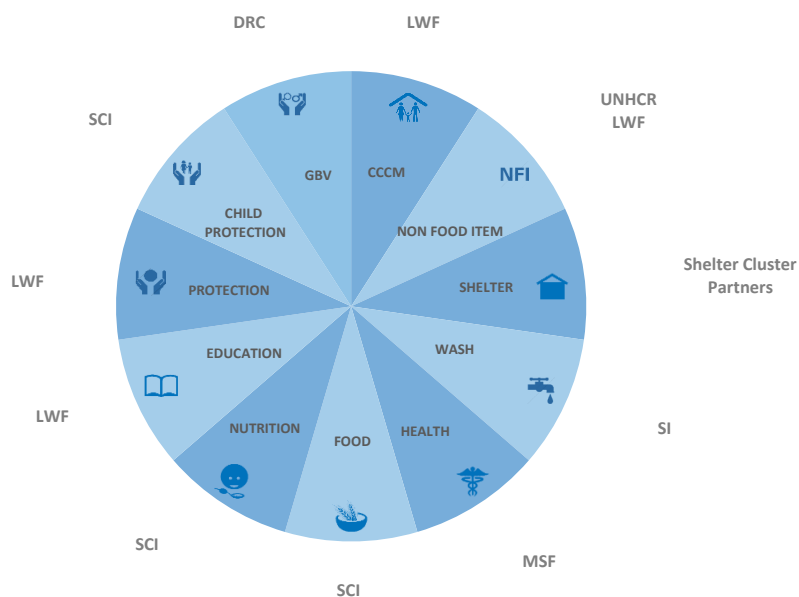 DRC
LWF
UNHCR
LWF
SCI
NFI
GBV
CCCM
CHILD
PROTECTION
NON FOOD ITEM
Shelter Cluster
Partners
LWF
PROTECTION
SHELTER
EDUCATION
WASH
LWF
NUTRITION
FOOD
HEALTH
SI
SCI
MSF
SCI